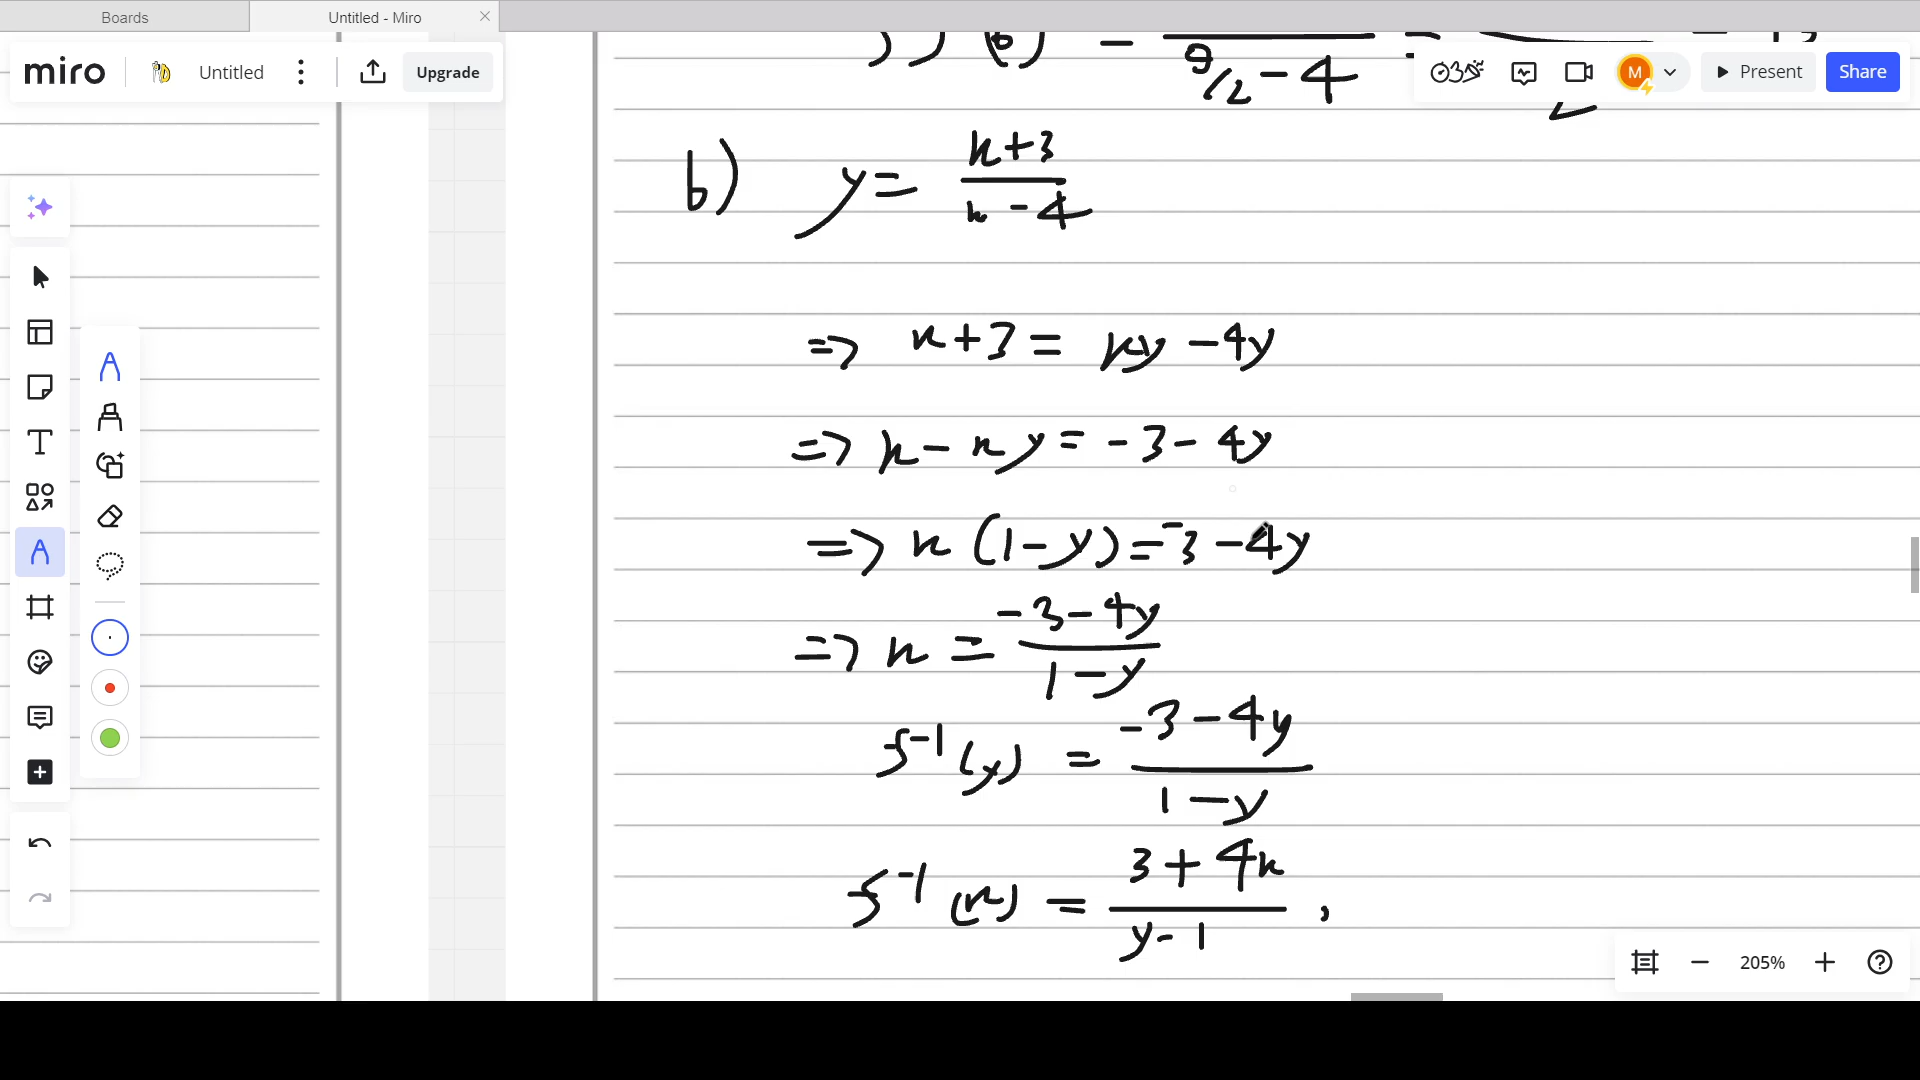 Boards
Untitled - Miro
miro
Untitled
Upgrade
Present
Share
M
9/2 - 4
b) y = x+3 / x-4
=> x+3 = xy - 4y
=> x - xy = -3 - 4y
=> x (1-y) = -3 - 4y
=> x = -3-4y / 1-y
f⁻¹(y) = -3-4y / 1-y
f⁻¹(x) = 3+4x / y-1 ,
205%